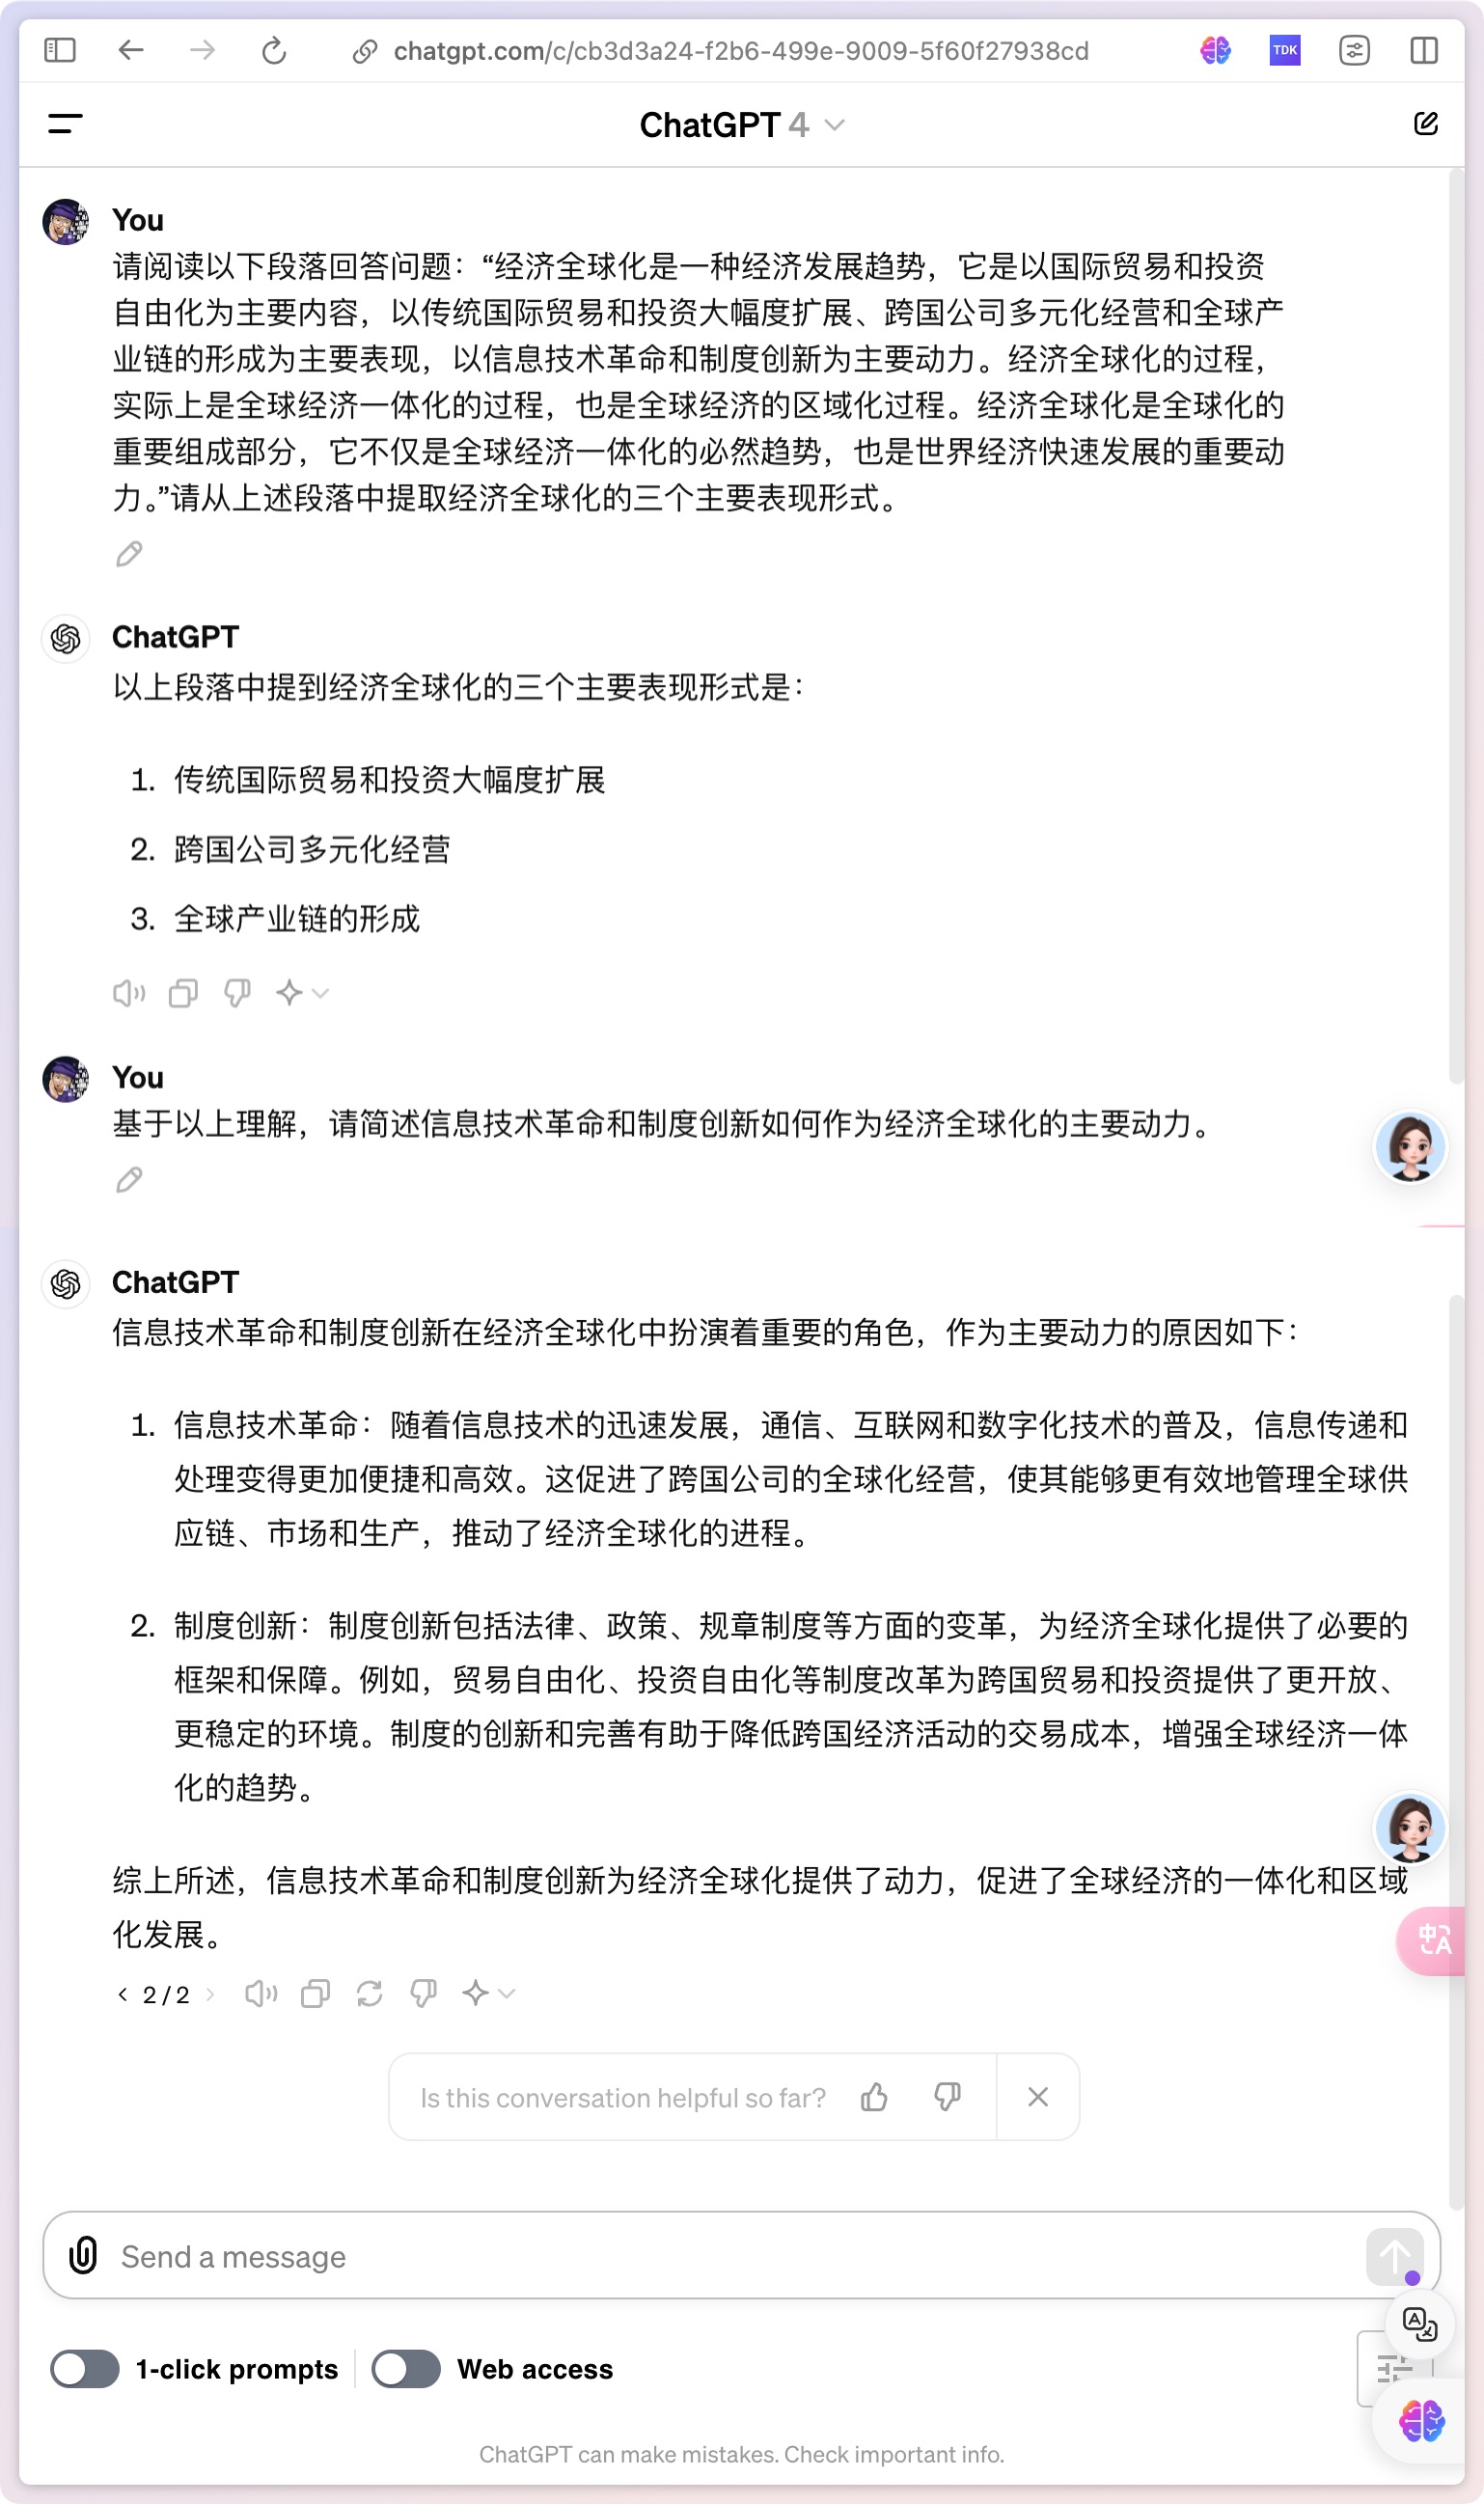 chatgpt.com/c/cb3d3a24-f2b6-499e-9009-5f60f27938cd
TDK
ChatGPT 4
You
请阅读以下段落回答问题：“经济全球化是一种经济发展趋势，它是以国际贸易和投资
自由化为主要内容，以传统国际贸易和投资大幅度扩展、跨国公司多元化经营和全球产
业链的形成为主要表现，以信息技术革命和制度创新为主要动力。经济全球化的过程，
实际上是全球经济一体化的过程，也是全球经济的区域化过程。经济全球化是全球化的
重要组成部分，它不仅是全球经济一体化的必然趋势，也是世界经济快速发展的重要动
力。”请从上述段落中提取经济全球化的三个主要表现形式。
ChatGPT
以上段落中提到经济全球化的三个主要表现形式是：
1. 传统国际贸易和投资大幅度扩展
2. 跨国公司多元化经营
3. 全球产业链的形成
You
基于以上理解，请简述信息技术革命和制度创新如何作为经济全球化的主要动力。
ChatGPT
信息技术革命和制度创新在经济全球化中扮演着重要的角色，作为主要动力的原因如下：
1. 信息技术革命：随着信息技术的迅速发展，通信、互联网和数字化技术的普及，信息传递和
处理变得更加便捷和高效。这促进了跨国公司的全球化经营，使其能够更有效地管理全球供
应链、市场和生产，推动了经济全球化的进程。
2. 制度创新：制度创新包括法律、政策、规章制度等方面的变革，为经济全球化提供了必要的
框架和保障。例如，贸易自由化、投资自由化等制度改革为跨国贸易和投资提供了更开放、
更稳定的环境。制度的创新和完善有助于降低跨国经济活动的交易成本，增强全球经济一体
化的趋势。
综上所述，信息技术革命和制度创新为经济全球化提供了动力，促进了全球经济的一体化和区域
化发展。
中A
2 / 2
Is this conversation helpful so far?
Send a message
A
1-click prompts
Web access
ChatGPT can make mistakes. Check important info.